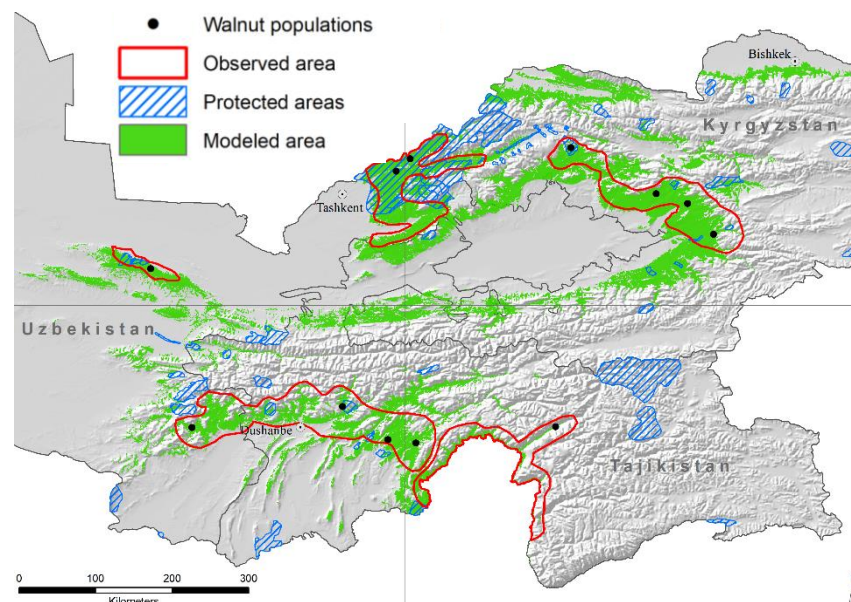 Walnut populations
Observed area
Protected areas
Modeled area
Bishkek
Kyrgyzstan
Tashkent
Uzbekistan
Dushanbe
Tajikistan
0 100 200 300
Kilometers